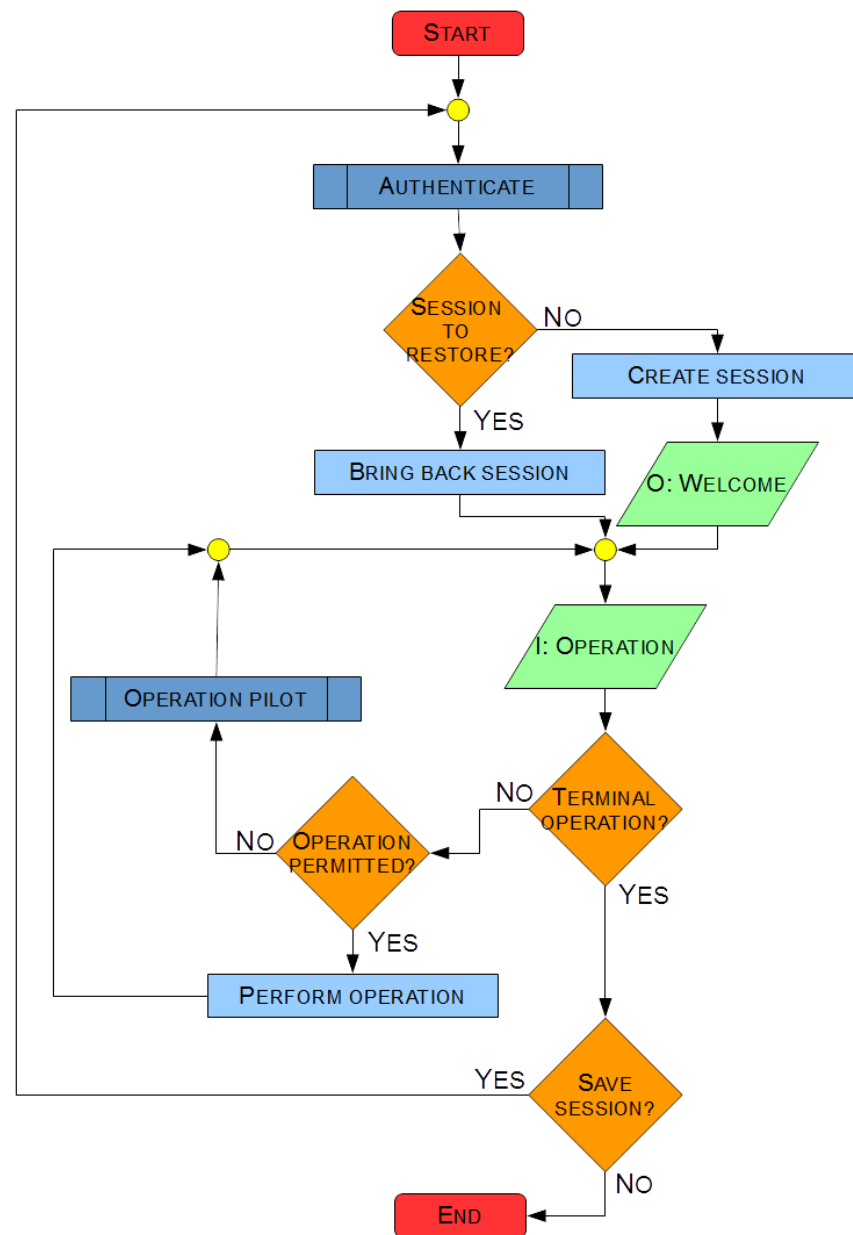 START
AUTHENTICATE
SESSION
TO
RESTORE?
NO
CREATE SESSION
YES
BRING BACK SESSION
O: WELCOME
I: OPERATION
OPERATION PILOT
TERMINAL
OPERATION?
NO
OPERATION
PERMITTED?
NO
YES
YES
PERFORM OPERATION
SAVE
SESSION?
YES
NO
END